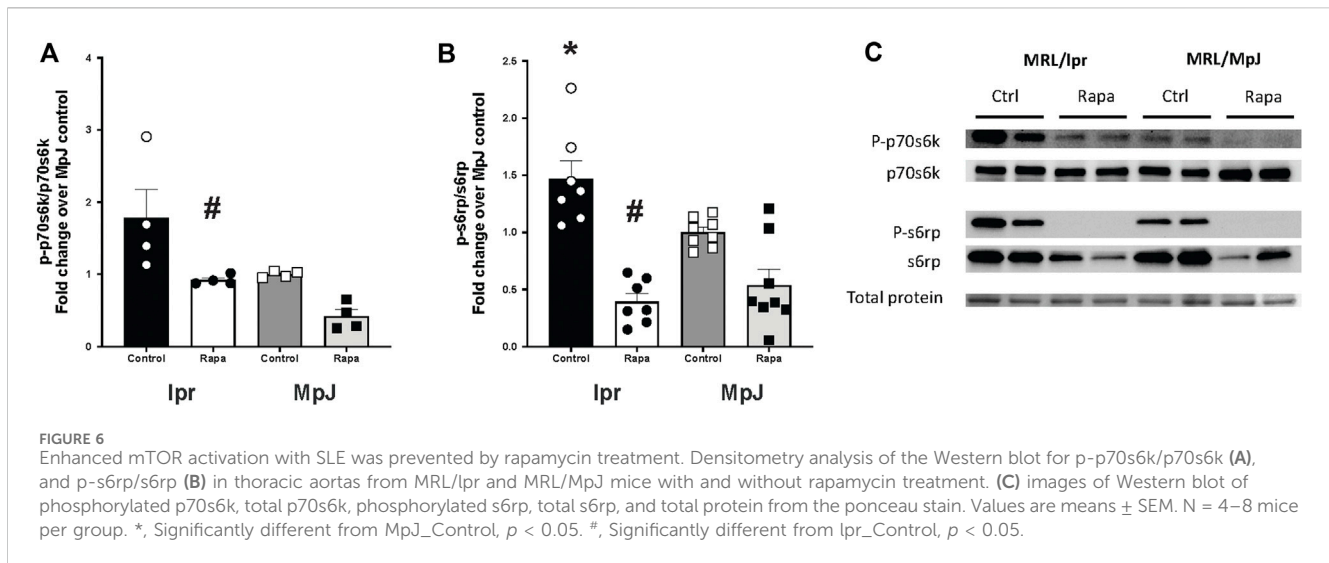 A
p-p70s6k/p70s6k
Fold change over MpJ control
4
3
2
1
0
#
Control
Rapa
Control
Rapa
lpr
MpJ
B
p-s6rp/s6rp
Fold change over MpJ control
2.5
2.0
1.5
1.0
0.5
0.0
*
#
Control
Rapa
Control
Rapa
lpr
MpJ
C
MRL/lpr
MRL/MpJ
Ctrl
Rapa
Ctrl
Rapa
P-p70s6k
p70s6k
P-s6rp
s6rp
Total protein
FIGURE 6
Enhanced mTOR activation with SLE was prevented by rapamycin treatment. Densitometry analysis of the Western blot for p-p70s6k/p70s6k (A),
and p-s6rp/s6rp (B) in thoracic aortas from MRL/lpr and MRL/MpJ mice with and without rapamycin treatment. (C) images of Western blot of
phosphorylated p70s6k, total p70s6k, phosphorylated s6rp, total s6rp, and total protein from the ponceau stain. Values are means ± SEM. N = 4–8 mice
per group. *, Significantly different from MpJ_Control, p < 0.05. #, Significantly different from lpr_Control, p < 0.05.